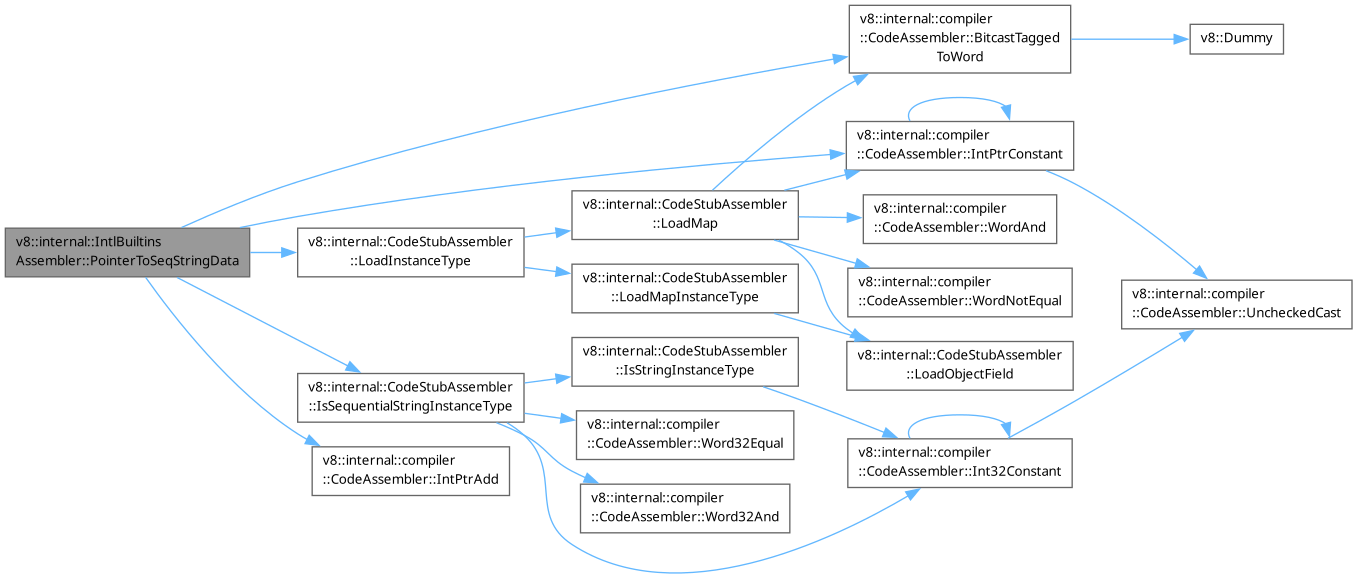 v8::internal::IntlBuiltins
Assembler::PointerToSeqStringData
v8::internal::compiler
::CodeAssembler::BitcastTagged
ToWord
v8::Dummy
v8::internal::compiler
::CodeAssembler::IntPtrConstant
v8::internal::CodeStubAssembler
::LoadInstanceType
v8::internal::CodeStubAssembler
::LoadMap
v8::internal::compiler
::CodeAssembler::WordAnd
v8::internal::CodeStubAssembler
::LoadMapInstanceType
v8::internal::compiler
::CodeAssembler::WordNotEqual
v8::internal::compiler
::CodeAssembler::UncheckedCast
v8::internal::CodeStubAssembler
::LoadObjectField
v8::internal::CodeStubAssembler
::IsSequentialStringInstanceType
v8::internal::CodeStubAssembler
::IsStringInstanceType
v8::internal::compiler
::CodeAssembler::Word32Equal
v8::internal::compiler
::CodeAssembler::Int32Constant
v8::internal::compiler
::CodeAssembler::IntPtrAdd
v8::internal::compiler
::CodeAssembler::Word32And